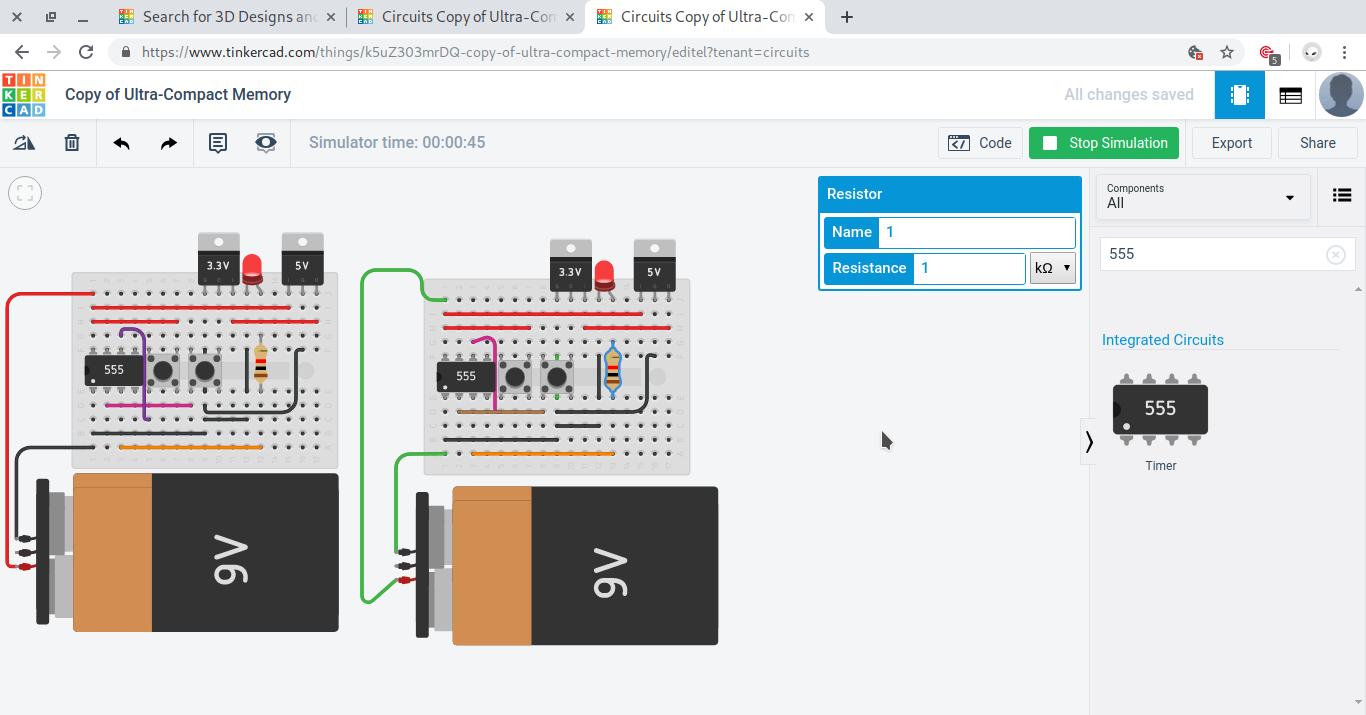 Search for 3D Designs an
Circuits Copy of Ultra-Con
Circuits Copy of Ultra-Con
https://www.tinkercad.com/things/k5uZ303mrDQ-copy-of-ultra-compact-memory/editel?tenant=circuits
5
TIN
KER
CAD
Copy of Ultra-Compact Memory
All changes saved
Simulator time: 00:00:45
Code
Stop Simulation
Export
Share
Resistor
Name 1
Resistance 1 kΩ
Components
All
555
Integrated Circuits
555
Timer
3.3V
5V
3.3V
5V
555
555
9V
9V